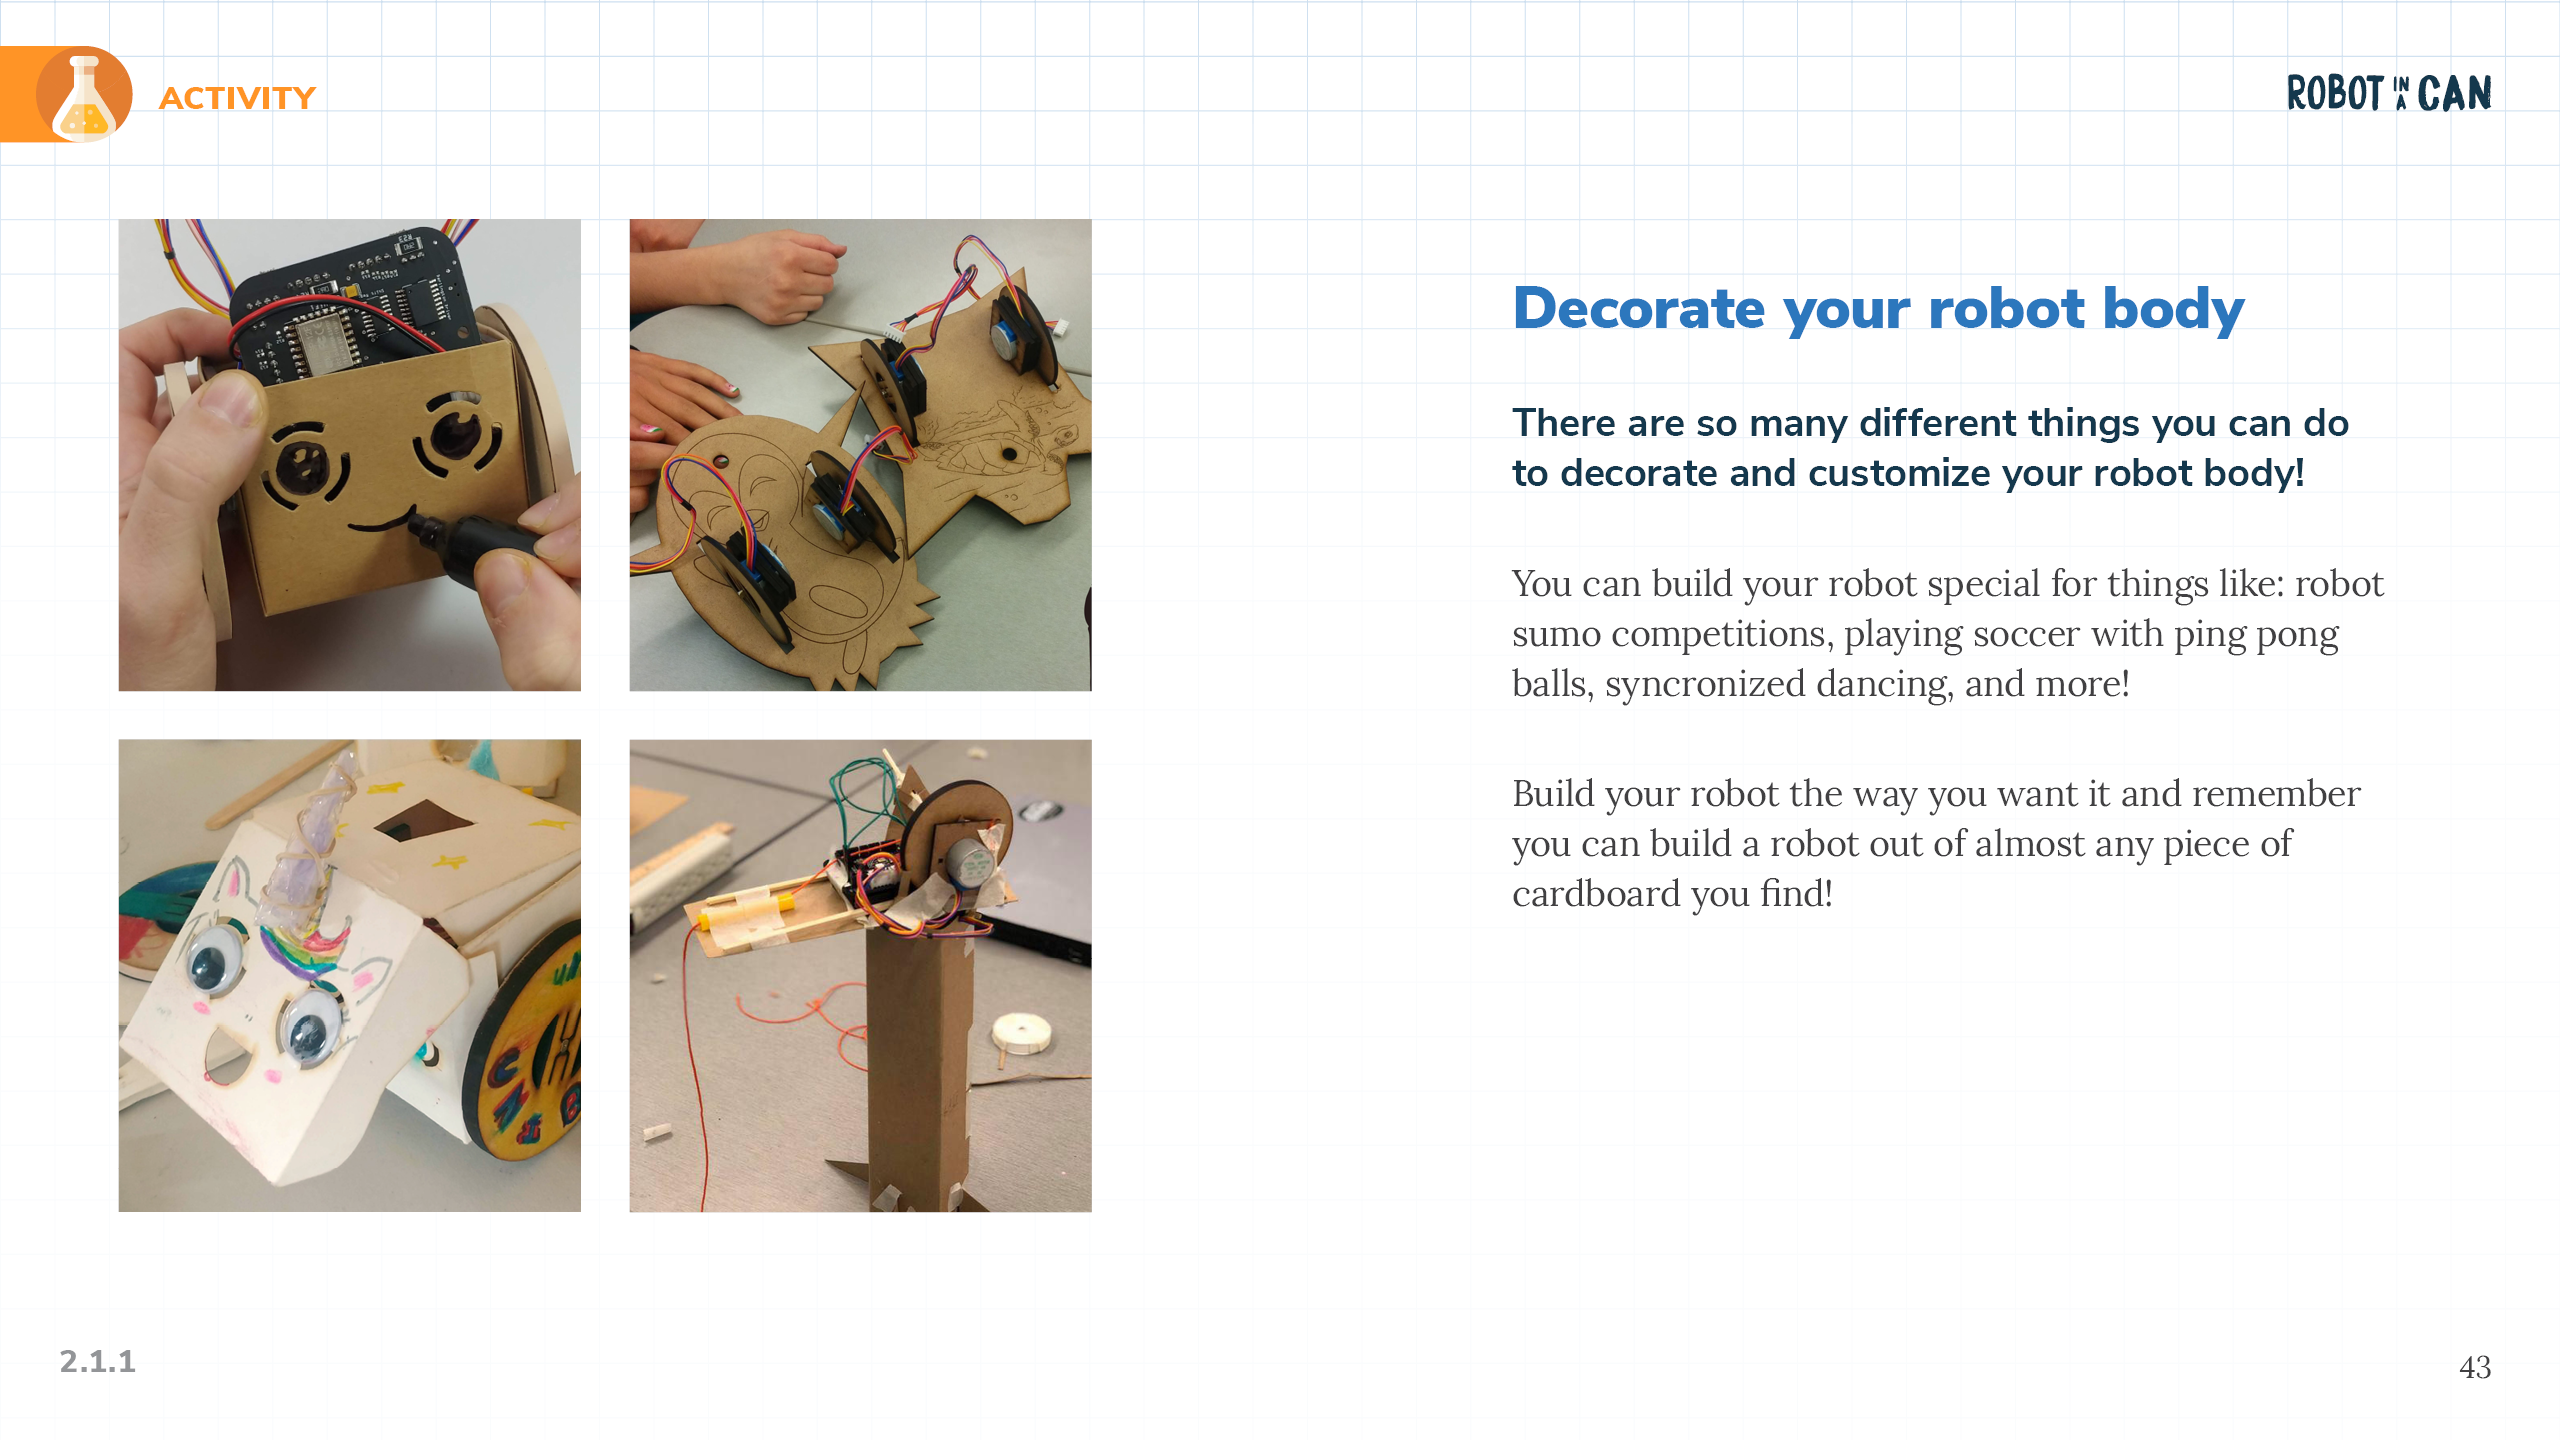 ACTIVITY
ROBOT IN A CAN
Decorate your robot body
There are so many different things you can do
to decorate and customize your robot body!
You can build your robot special for things like: robot
sumo competitions, playing soccer with ping pong
balls, syncronized dancing, and more!
Build your robot the way you want it and remember
you can build a robot out of almost any piece of
cardboard you find!
2.1.1
43